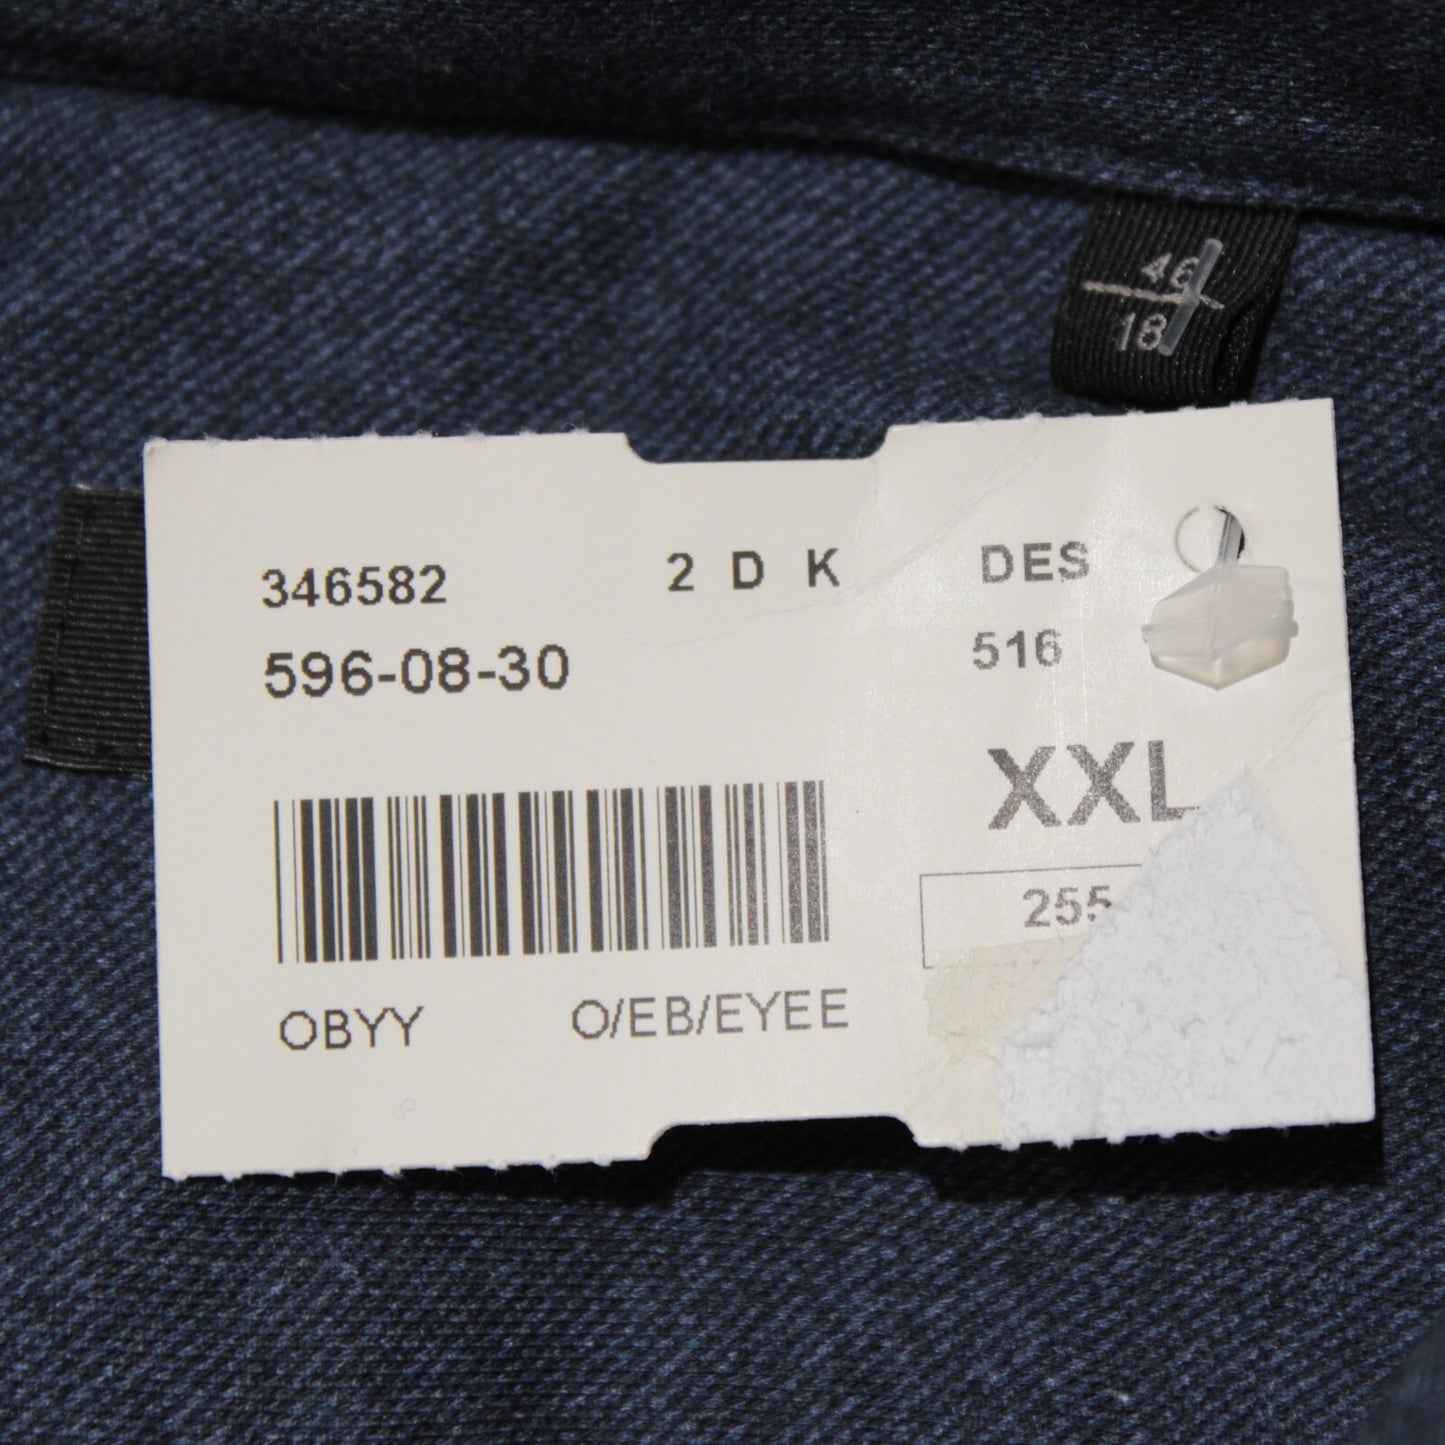 46
18
346582 2 D K DES
596-08-30 516
XXL
255
OBYY O/EB/EYEE